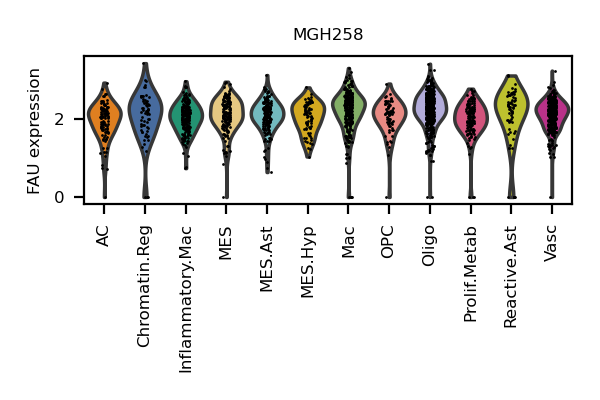 MGH258
FAU expression
2
0
AC
Chromatin.Reg
Inflammatory.Mac
MES
MES.Ast
MES.Hyp
Mac
OPC
Oligo
Prolif.Metab
Reactive.Ast
Vasc